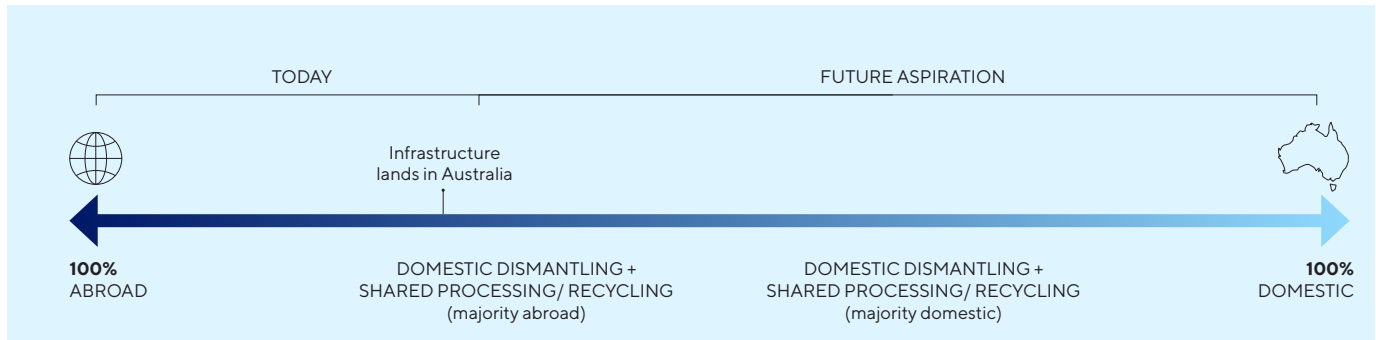 TODAY
FUTURE ASPIRATION
Infrastructure
lands in Australia
100%
ABROAD
DOMESTIC DISMANTLING +
SHARED PROCESSING/ RECYCLING
(majority abroad)
DOMESTIC DISMANTLING +
SHARED PROCESSING/ RECYCLING
(majority domestic)
100%
DOMESTIC